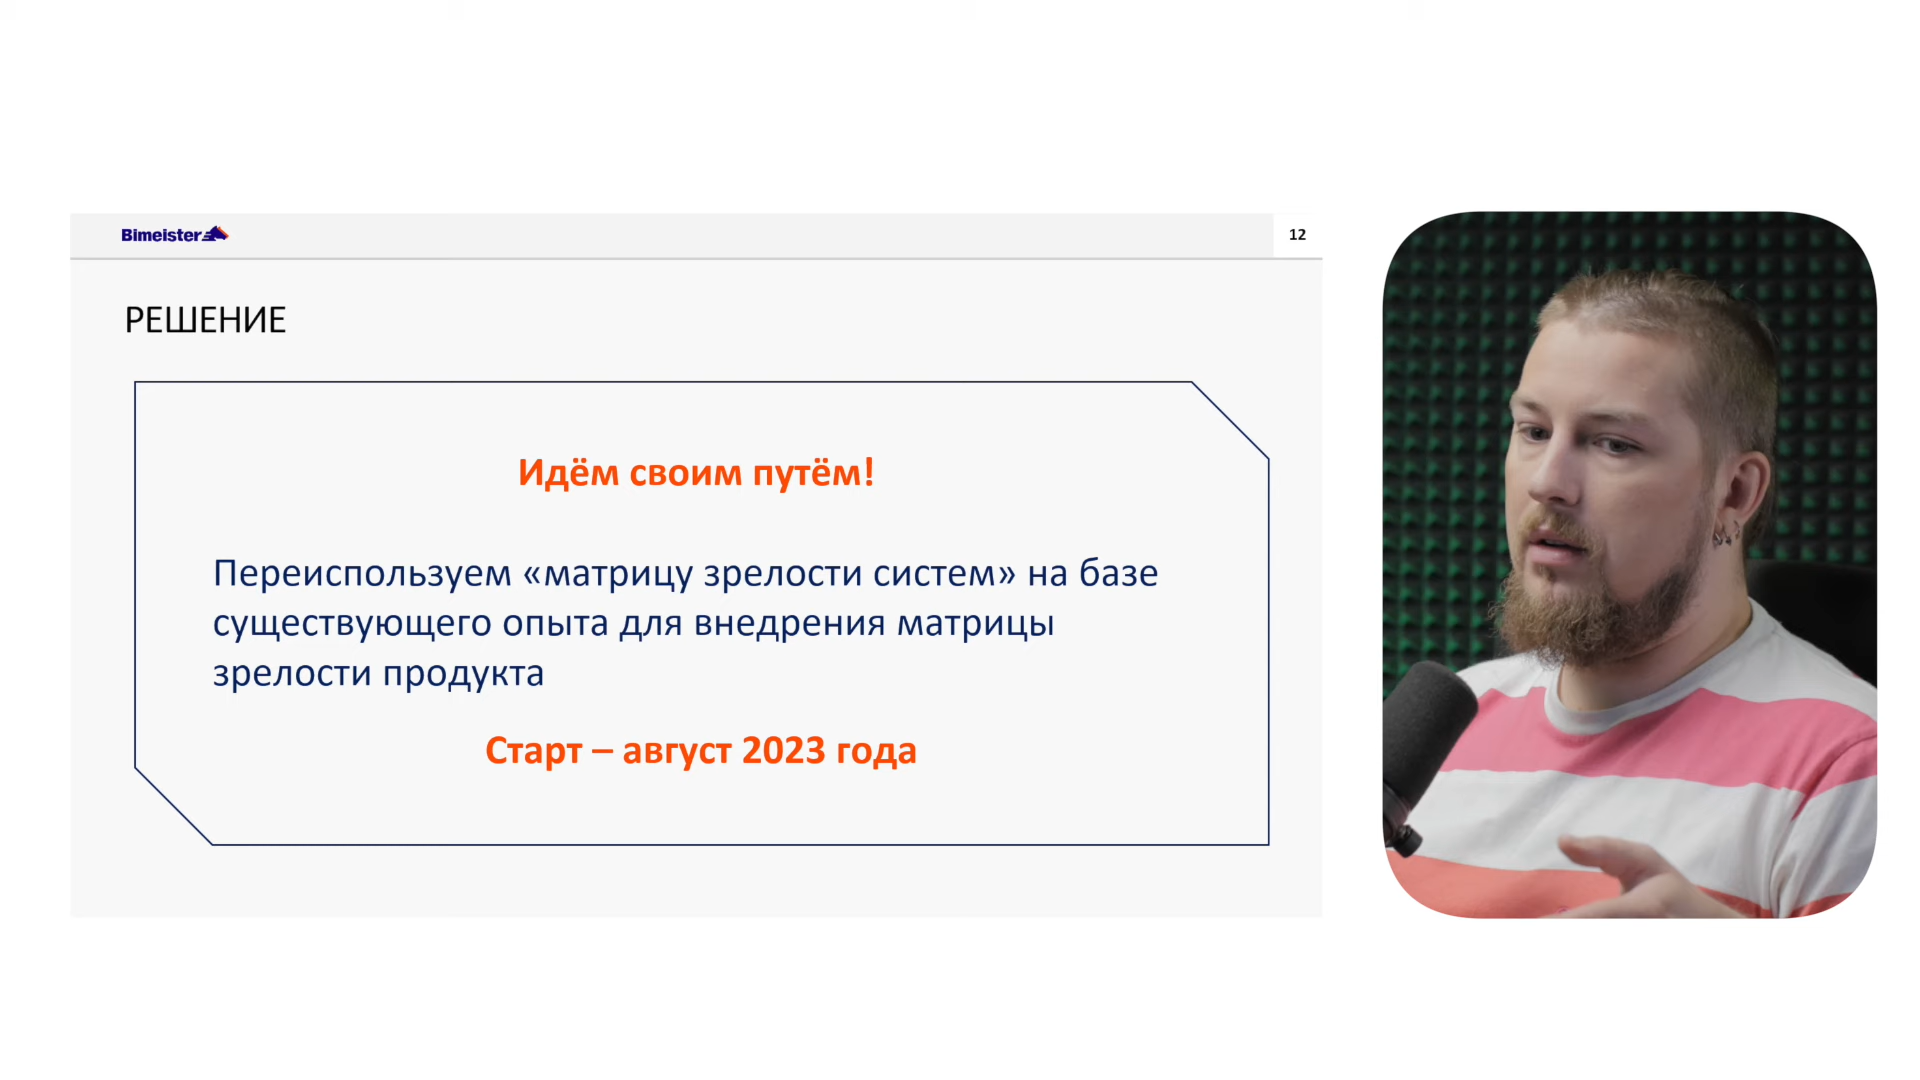 Bimeister
12
РЕШЕНИЕ
Идём своим путём!
Переиспользуем «матрицу зрелости систем» на базе
существующего опыта для внедрения матрицы
зрелости продукта
Старт – август 2023 года